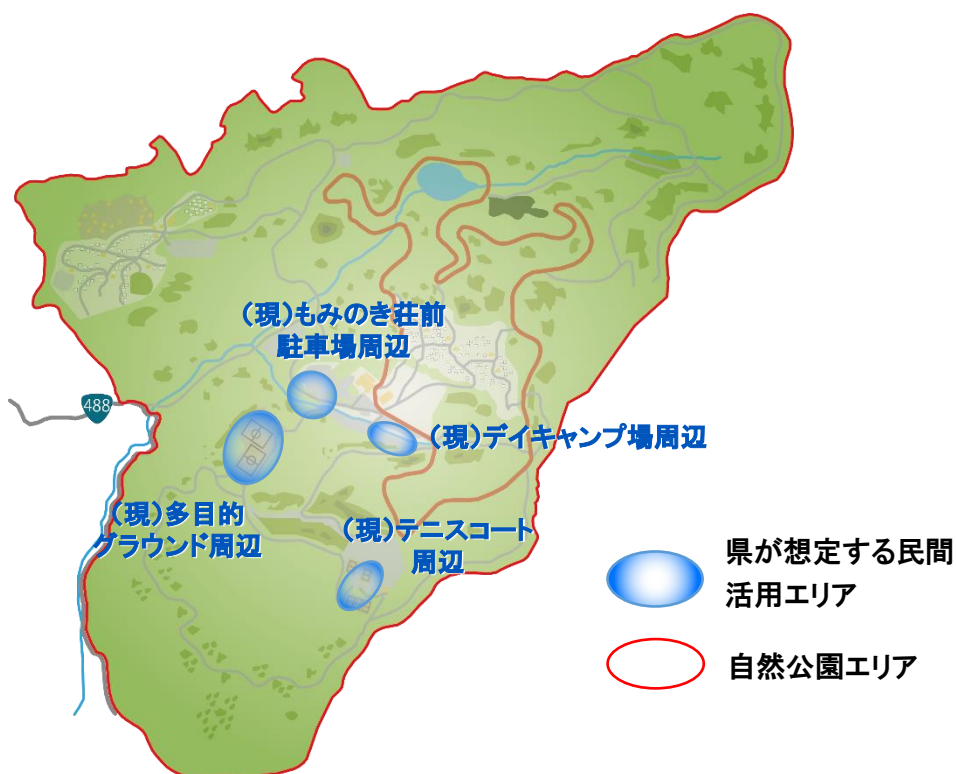 （現）もみのき荘前
駐車場周辺
488
（現）デイキャンプ場周辺
（現）多目的
グラウンド周辺
（現）テニスコート
周辺
県が想定する民間
活用エリア
自然公園エリア